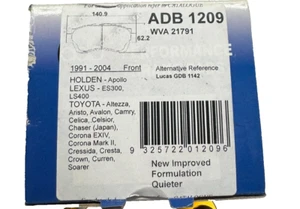 140.9
62.2
ADB 1209
WVA 21791
1991 - 2004 Front
Alternative Reference
Lucas GDB 1142
HOLDEN - Apollo
LEXUS - ES300,
LS400
TOYOTA - Altezza,
Aristo, Avalon, Camry,
Celica, Celsior,
Chaser (Japan),
Corona EXIV,
Corona Mark II,
Cressida, Cresta,
Crown, Curren,
Soarer
9 325722 012096
New Improved
Formulation
Quieter